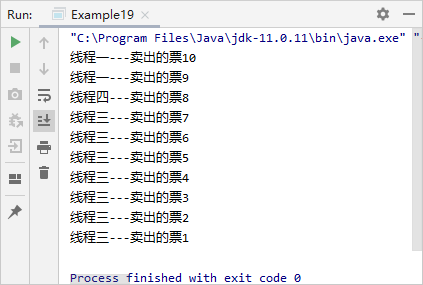 Run: Example19
"C:\Program Files\Java\jdk-11.0.11\bin\java.exe" "
线程一---卖出的票10
线程一---卖出的票9
线程四---卖出的票8
线程三---卖出的票7
线程三---卖出的票6
线程三---卖出的票5
线程三---卖出的票4
线程三---卖出的票3
线程三---卖出的票2
线程三---卖出的票1
Process finished with exit code 0